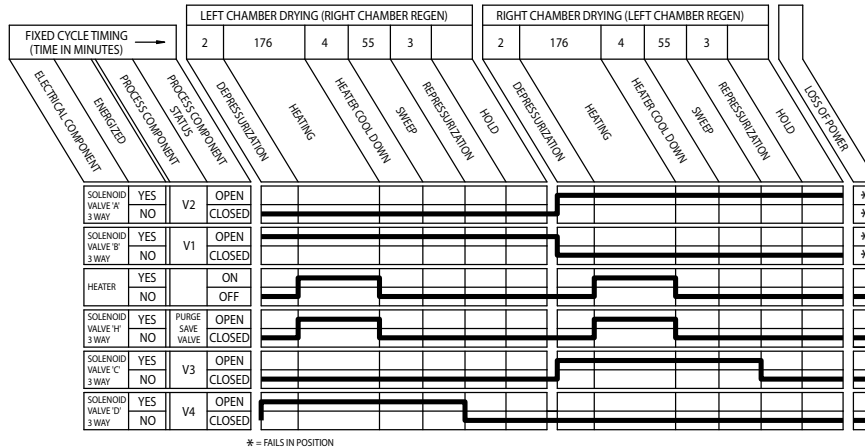 LEFT CHAMBER DRYING (RIGHT CHAMBER REGEN)
RIGHT CHAMBER DRYING (LEFT CHAMBER REGEN)
FIXED CYCLE TIMING
(TIME IN MINUTES)
2 176 4 55 3
2 176 4 55 3
ELECTRICAL COMPONENT
ENERGIZED
PROCESS COMPONENT
PROCESS COMPONENT
STATUS
DEPRESSURIZATION
HEATING
HEATER COOL DOWN
SWEEP
REPRESSURIZATION
HOLD
DEPRESSURIZATION
HEATING
HEATER COOL DOWN
SWEEP
REPRESSURIZATION
HOLD
LOSS OF POWER
SOLENOID
VALVE 'A'
3 WAY
YES
NO
V2
OPEN
CLOSED
*
*
SOLENOID
VALVE 'B'
3 WAY
YES
NO
V1
OPEN
CLOSED
*
*
HEATER
YES
NO
ON
OFF
SOLENOID
VALVE 'H'
3 WAY
YES
NO
PURGE
SAVE
VALVE
OPEN
CLOSED
SOLENOID
VALVE 'C'
3 WAY
YES
NO
V3
OPEN
CLOSED
SOLENOID
VALVE 'D'
3 WAY
YES
NO
V4
OPEN
CLOSED
* = FAILS IN POSITION